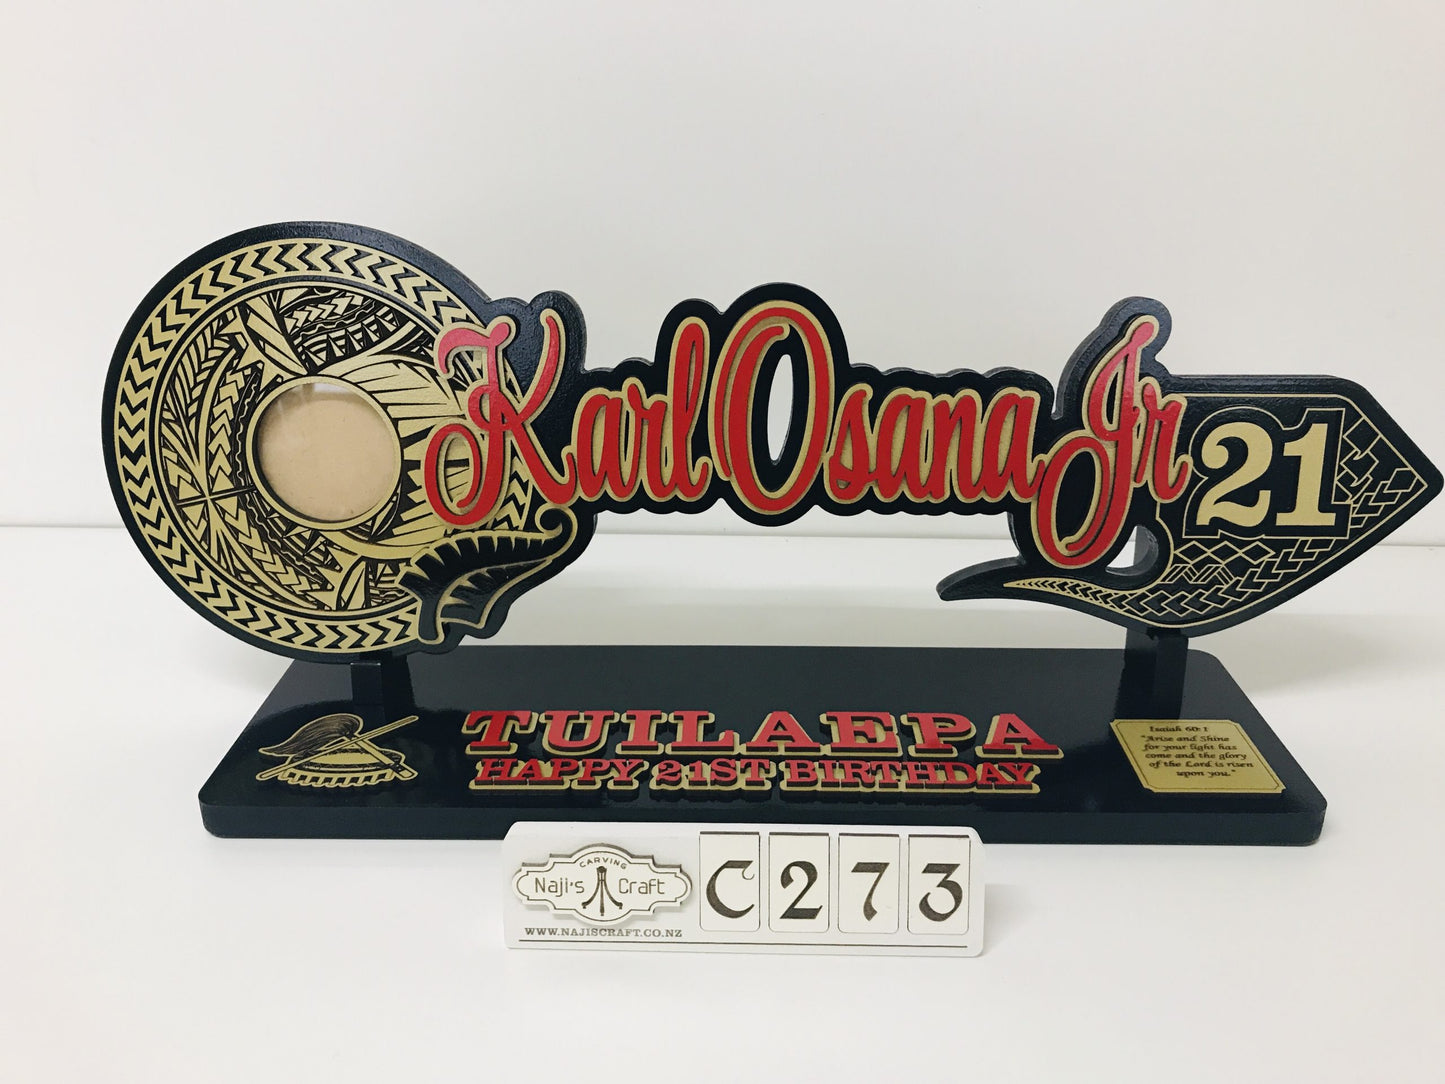 Karl Osana Jr
21
TUILAEPA
HAPPY 21ST BIRTHDAY
Isaiah 60:1
"Arise and Shine
for your light has
come and the glory
of the Lord is risen
upon you."
CARVING
Naji's Craft
WWW.NAJISCRAFT.CO.NZ
C273